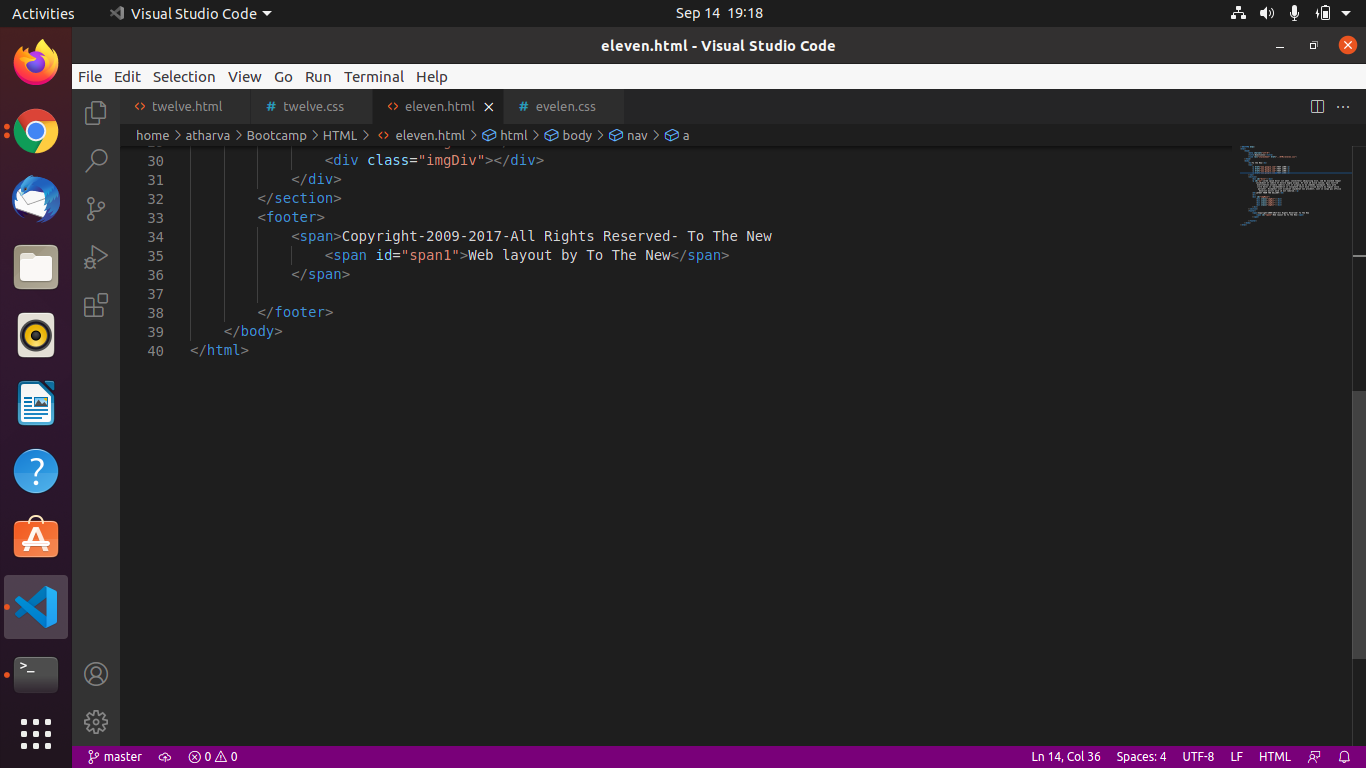 Activities Visual Studio Code Sep 14 19:18
eleven.html - Visual Studio Code
File Edit Selection View Go Run Terminal Help
twelve.html # twelve.css eleven.html # evelen.css
home > atharva > Bootcamp > HTML > eleven.html > html > body > nav > a
30 <div class="imgDiv"></div>
31 </div>
32 </section>
33 <footer>
34 <span>Copyright-2009-2017-All Rights Reserved- To The New
35 <span id="span1">Web layout by To The New</span>
36 </span>
37
38 </footer>
39 </body>
40 </html>
master 0 0 Ln 14, Col 36 Spaces: 4 UTF-8 LF HTML